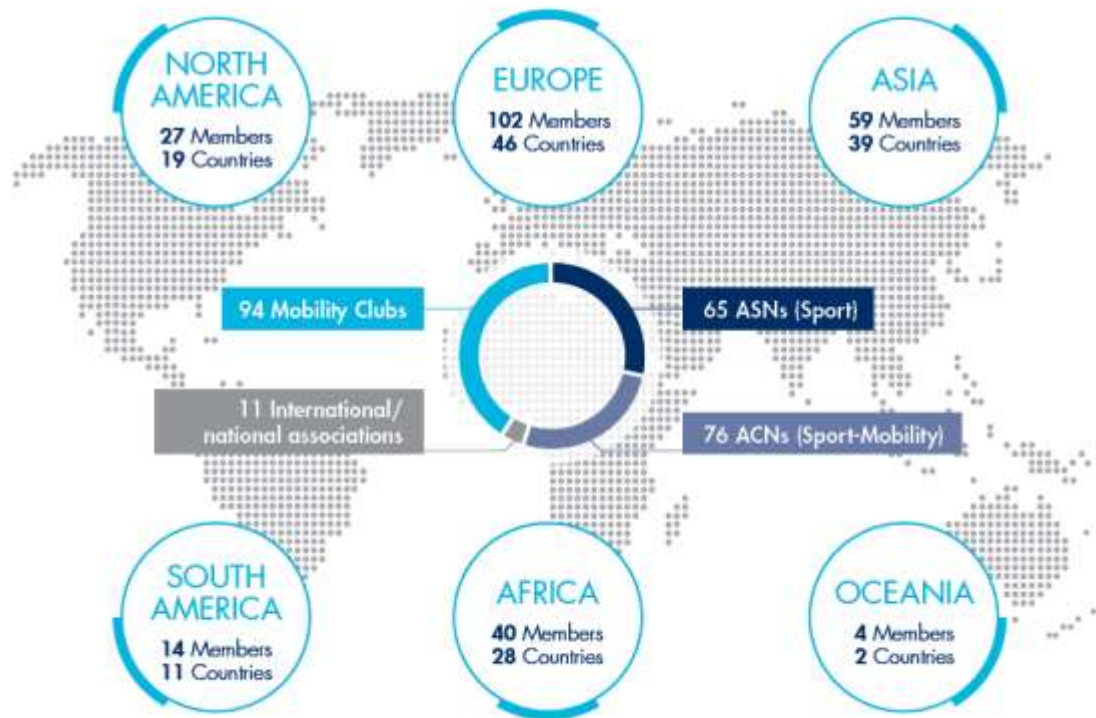 NORTH
AMERICA
27 Members
19 Countries
EUROPE
102 Members
46 Countries
ASIA
59 Members
39 Countries
94 Mobility Clubs
65 ASNs (Sport)
11 International/
national associations
76 ACNs (Sport-Mobility)
SOUTH
AMERICA
14 Members
11 Countries
AFRICA
40 Members
28 Countries
OCEANIA
4 Members
2 Countries